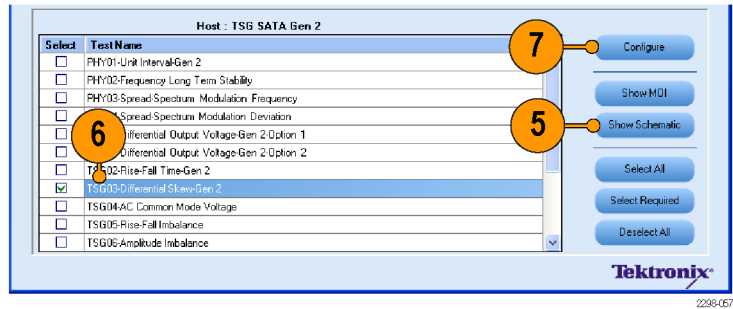 Host : TSG SATA Gen 2
Select Test Name
PHY01-Unit Interval-Gen 2
PHY02-Frequency Long Term Stability
PHY03-Spread-Spectrum Modulation Frequency
Spread-Spectrum Modulation Deviation
Differential Output Voltage-Gen 2-Option 1
Differential Output Voltage-Gen 2-Option 2
TSG02-Rise-Fall Time-Gen 2
TSG03-Differential Skew-Gen 2
TSG04-AC Common Mode Voltage
TSG05-Rise-Fall Imbalance
TSG06-Amplitude Imbalance
6
7
Configure
Show MOI
5
Show Schematic
Select All
Select Required
Deselect All
Tektronix
2298-057